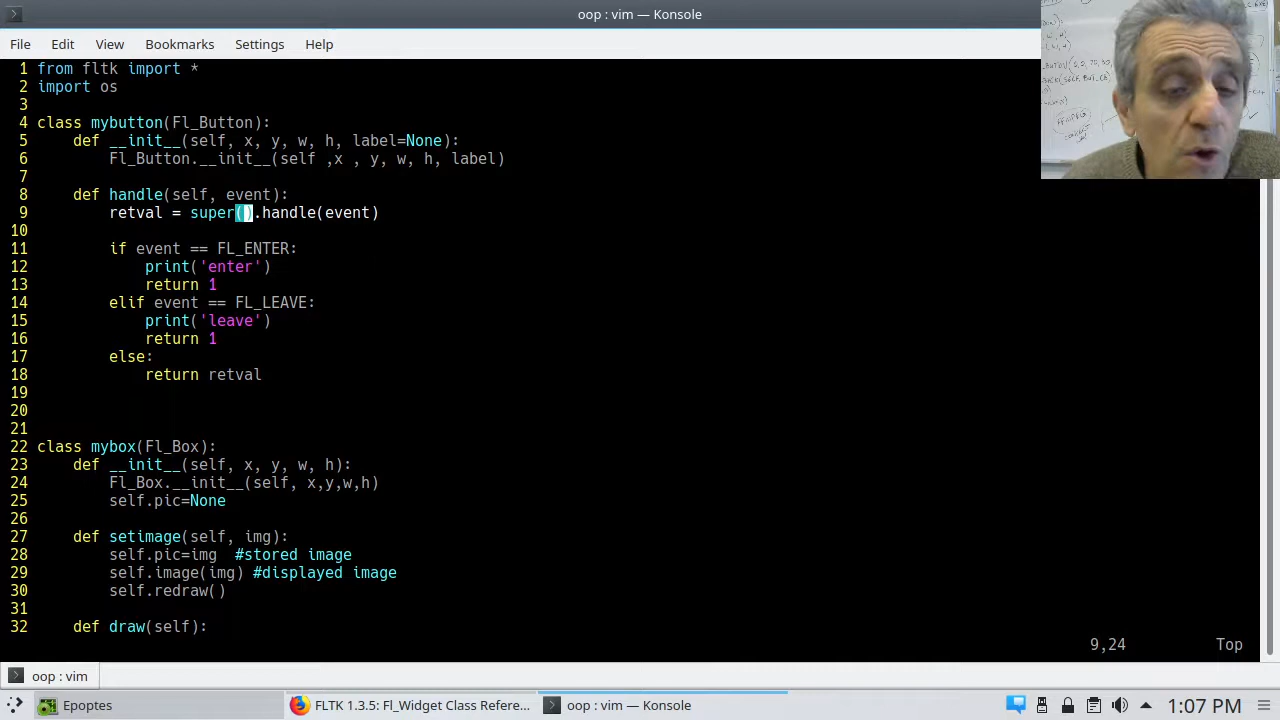 oop : vim — Konsole
File Edit View Bookmarks Settings Help
1 from fltk import *
2 import os
3
4 class mybutton(Fl_Button):
5 def __init__(self, x, y, w, h, label=None):
6 Fl_Button.__init__(self ,x , y, w, h, label)
7
8 def handle(self, event):
9 retval = super().handle(event)
10
11 if event == FL_ENTER:
12 print('enter')
13 return 1
14 elif event == FL_LEAVE:
15 print('leave')
16 return 1
17 else:
18 return retval
19
20
21
22 class mybox(Fl_Box):
23 def __init__(self, x, y, w, h):
24 Fl_Box.__init__(self, x,y,w,h)
25 self.pic=None
26
27 def setimage(self, img):
28 self.pic=img #stored image
29 self.image(img) #displayed image
30 self.redraw()
31
32 def draw(self):
9,24 Top
oop : vim
Epoptes
FLTK 1.3.5: Fl_Widget Class Refere...
oop : vim — Konsole
1:07 PM